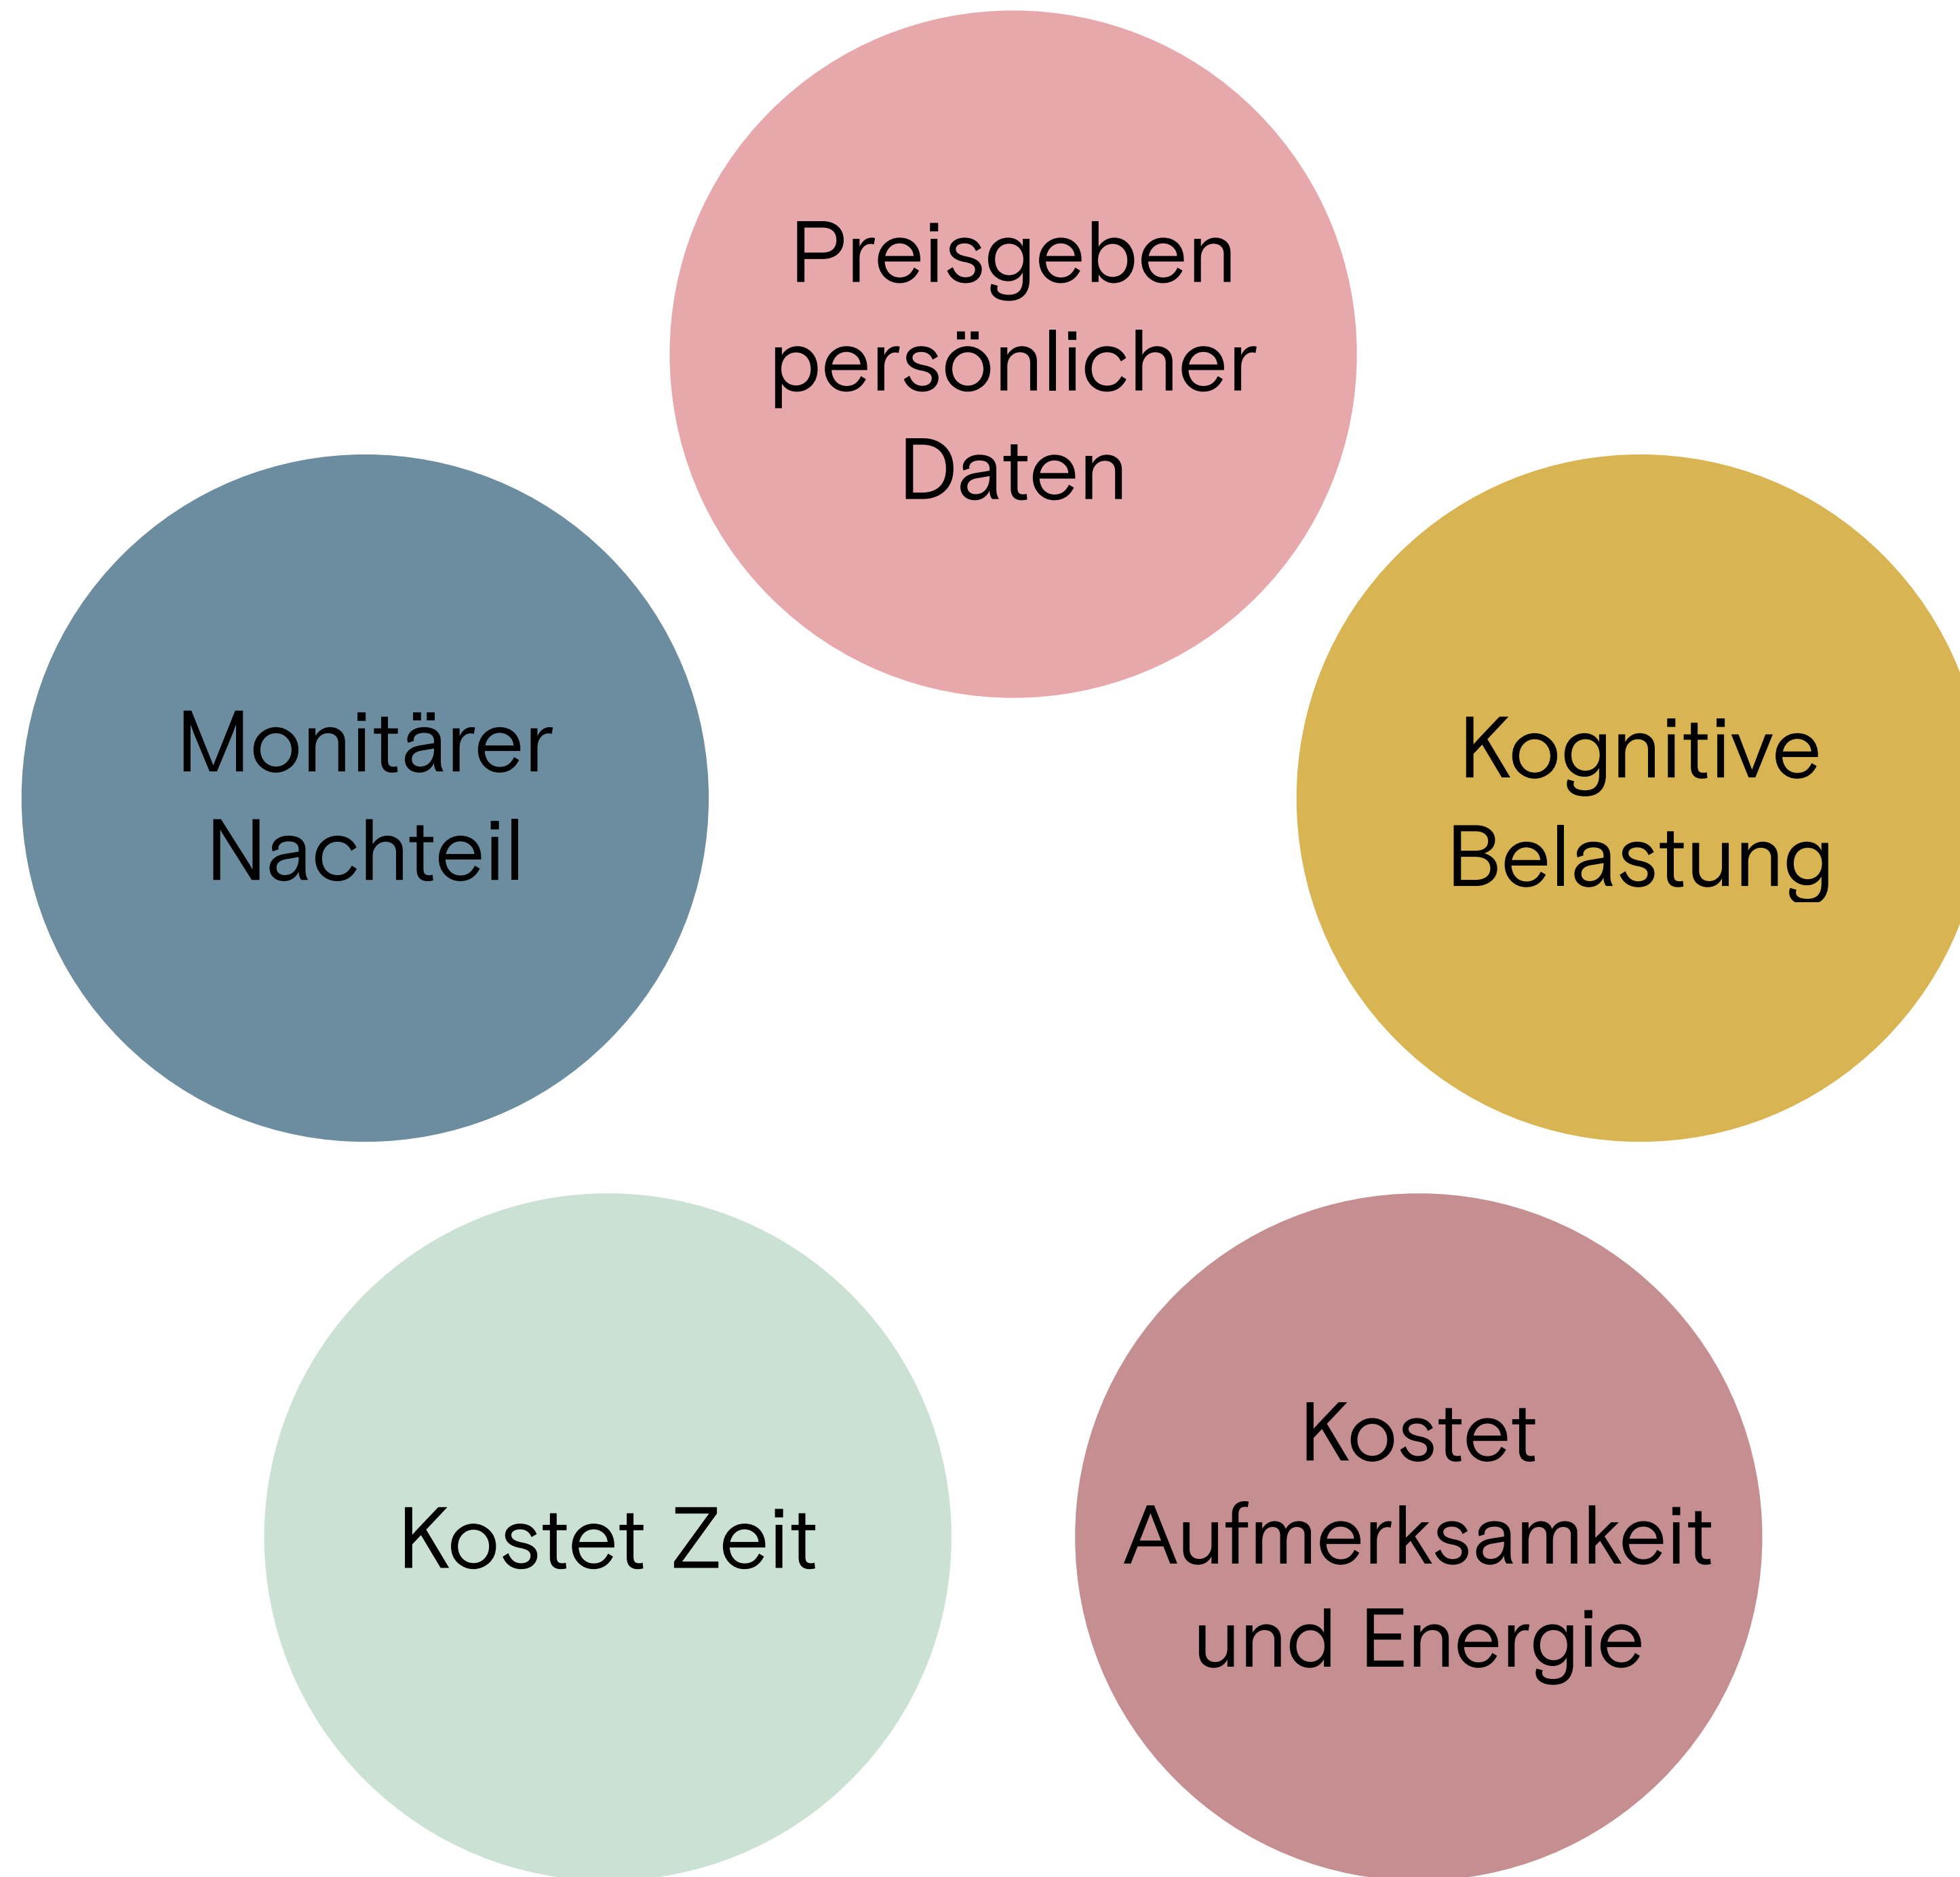 Preisgeben
persönlicher
Daten
Monitärer
Nachteil
Kognitive
Belastung
Kostet Zeit
Kostet
Aufmerksamkeit
und Energie